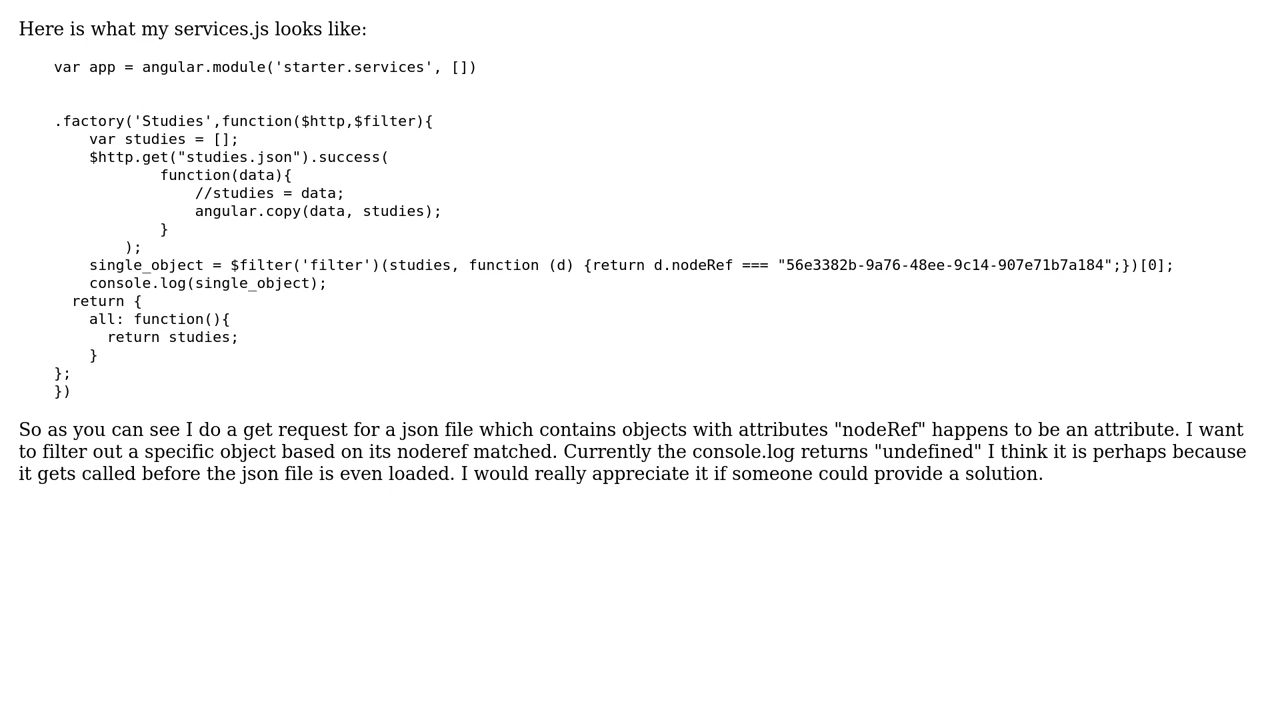 Here is what my services.js looks like:
var app = angular.module('starter.services', [])
.factory('Studies',function($http,$filter){
var studies = [];
$http.get("studies.json").success(
function(data){
//studies = data;
angular.copy(data, studies);
}
);
single_object = $filter('filter')(studies, function (d) {return d.nodeRef === "56e3382b-9a76-48ee-9c14-907e71b7a184";})[0];
console.log(single_object);
return {
all: function(){
return studies;
}
};
})
So as you can see I do a get request for a json file which contains objects with attributes "nodeRef" happens to be an attribute. I want
to filter out a specific object based on its noderef matched. Currently the console.log returns "undefined" I think it is perhaps because
it gets called before the json file is even loaded. I would really appreciate it if someone could provide a solution.